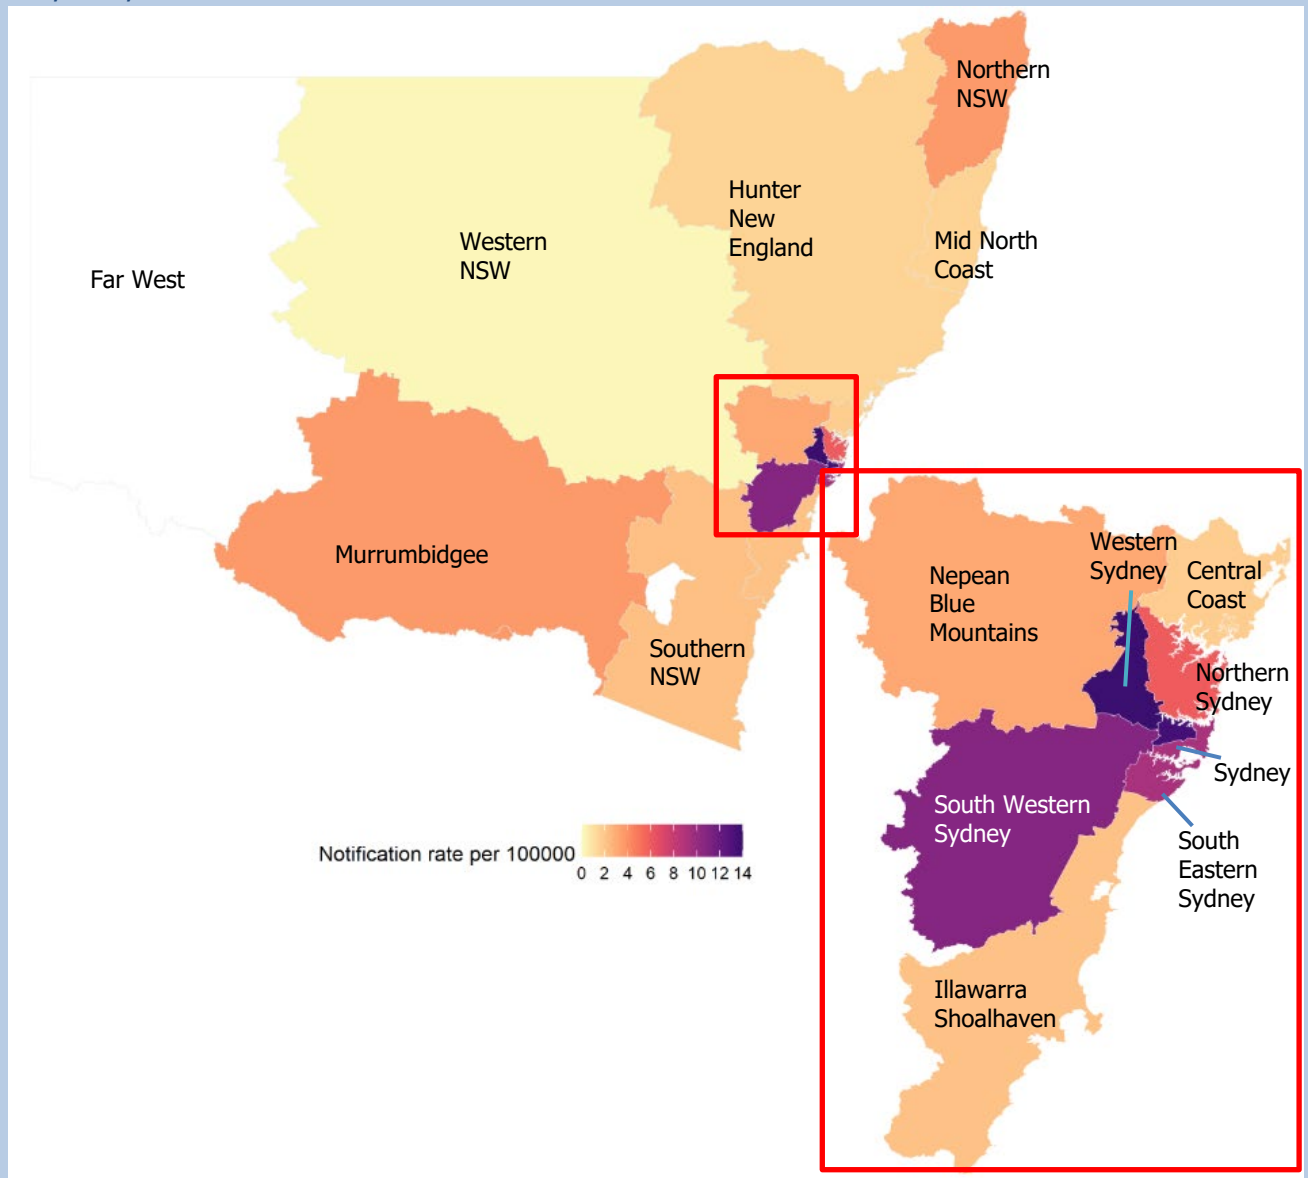 Northern
NSW
Hunter
New
England
Western
NSW
Mid North
Coast
Far West
Murrumbidgee
Southern
NSW
Western
Sydney
Central
Coast
Nepean
Blue
Mountains
Northern
Sydney
Sydney
South Western
Sydney
South
Eastern
Sydney
Notification rate per 100000
0 2 4 6 8 10 12 14
Illawarra
Shoalhaven